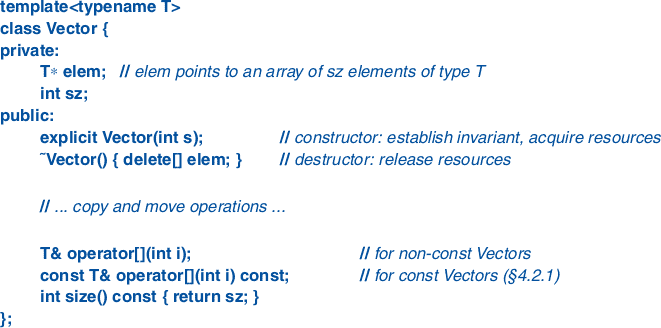 template<typename T>
class Vector {
private:
T* elem; // elem points to an array of sz elements of type T
int sz;
public:
explicit Vector(int s); // constructor: establish invariant, acquire resources
~Vector() { delete[] elem; } // destructor: release resources
// ... copy and move operations ...
T& operator[](int i); // for non-const Vectors
const T& operator[](int i) const; // for const Vectors (§4.2.1)
int size() const { return sz; }
};